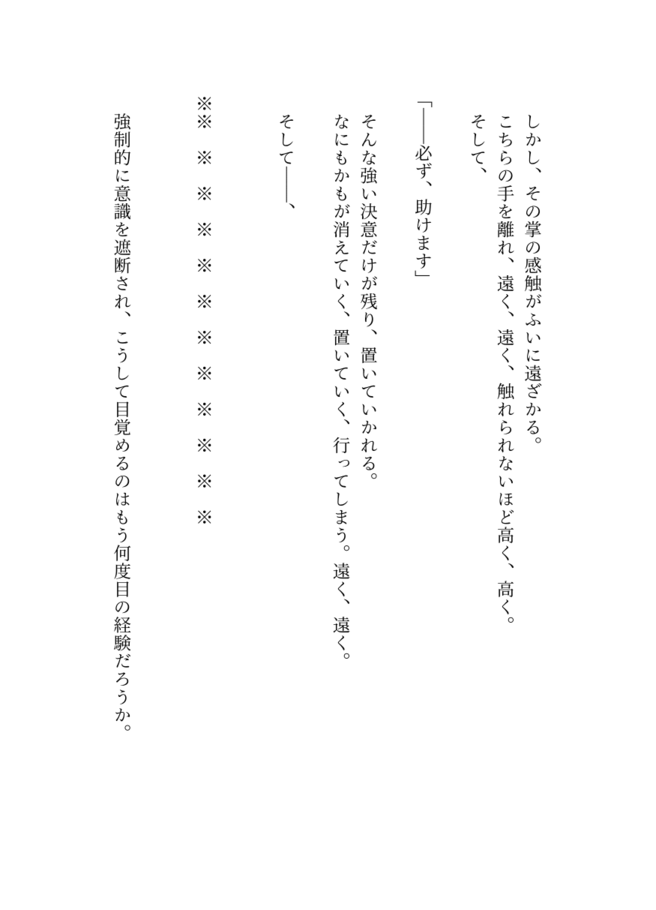 しかし、その掌の感触がふいに遠ざかる。
こちらの手を離れ、遠く、遠く、触れられないほど高く、高く。
そして、
「――必ず、助けます」
そんな強い決意だけが残り、置いていかれる。
なにもかもが消えていく、置いていく、行ってしまう。遠く、遠く。
そして――、
※※ ※ ※ ※ ※ ※ ※ ※ ※ ※ ※ ※
強制的に意識を遮断され、こうして目覚めるのはもう何度目の経験だろうか。